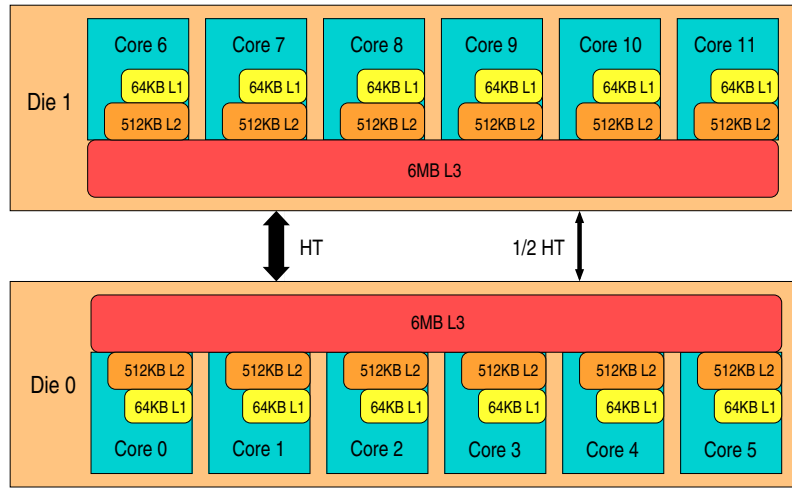 Core 6 Core 7 Core 8 Core 9 Core 10 Core 11
64KB L1 64KB L1 64KB L1 64KB L1 64KB L1 64KB L1
Die 1
512KB L2 512KB L2 512KB L2 512KB L2 512KB L2 512KB L2
6MB L3
HT 1/2 HT
6MB L3
512KB L2 512KB L2 512KB L2 512KB L2 512KB L2 512KB L2
Die 0
64KB L1 64KB L1 64KB L1 64KB L1 64KB L1 64KB L1
Core 0 Core 1 Core 2 Core 3 Core 4 Core 5